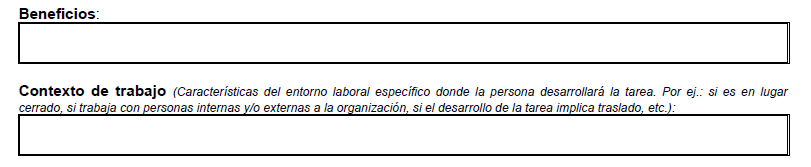 Beneficios:
Contexto de trabajo (Características del entorno laboral específico donde la persona desarrollará la tarea. Por ej.: si es en lugar
cerrado, si trabaja con personas internas y/o externas a la organización, si el desarrollo de la tarea implica traslado, etc.):